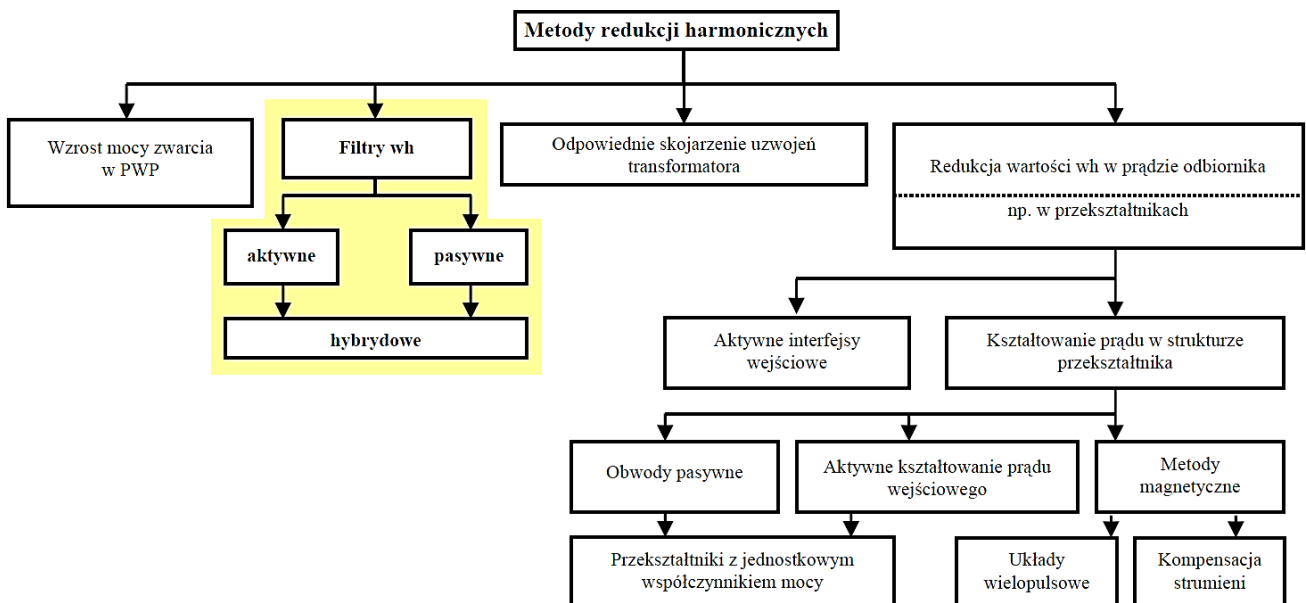 Metody redukcji harmonicznych
Wzrost mocy zwarcia
w PWP
Filtry wh
Odpowiednie skojarzenie uzwojeń
transformatora
Redukcja wartości wh w prądzie odbiornika
np. w przekształtnikach
aktywne
pasywne
hybrydowe
Aktywne interfejsy
wejściowe
Kształtowanie prądu w strukturze
przekształtnika
Obwody pasywne
Aktywne kształtowanie prądu
wejściowego
Metody
magnetyczne
Przekształtniki z jednostkowym
współczynnikiem mocy
Układy
wielopulsowe
Kompensacja
strumieni